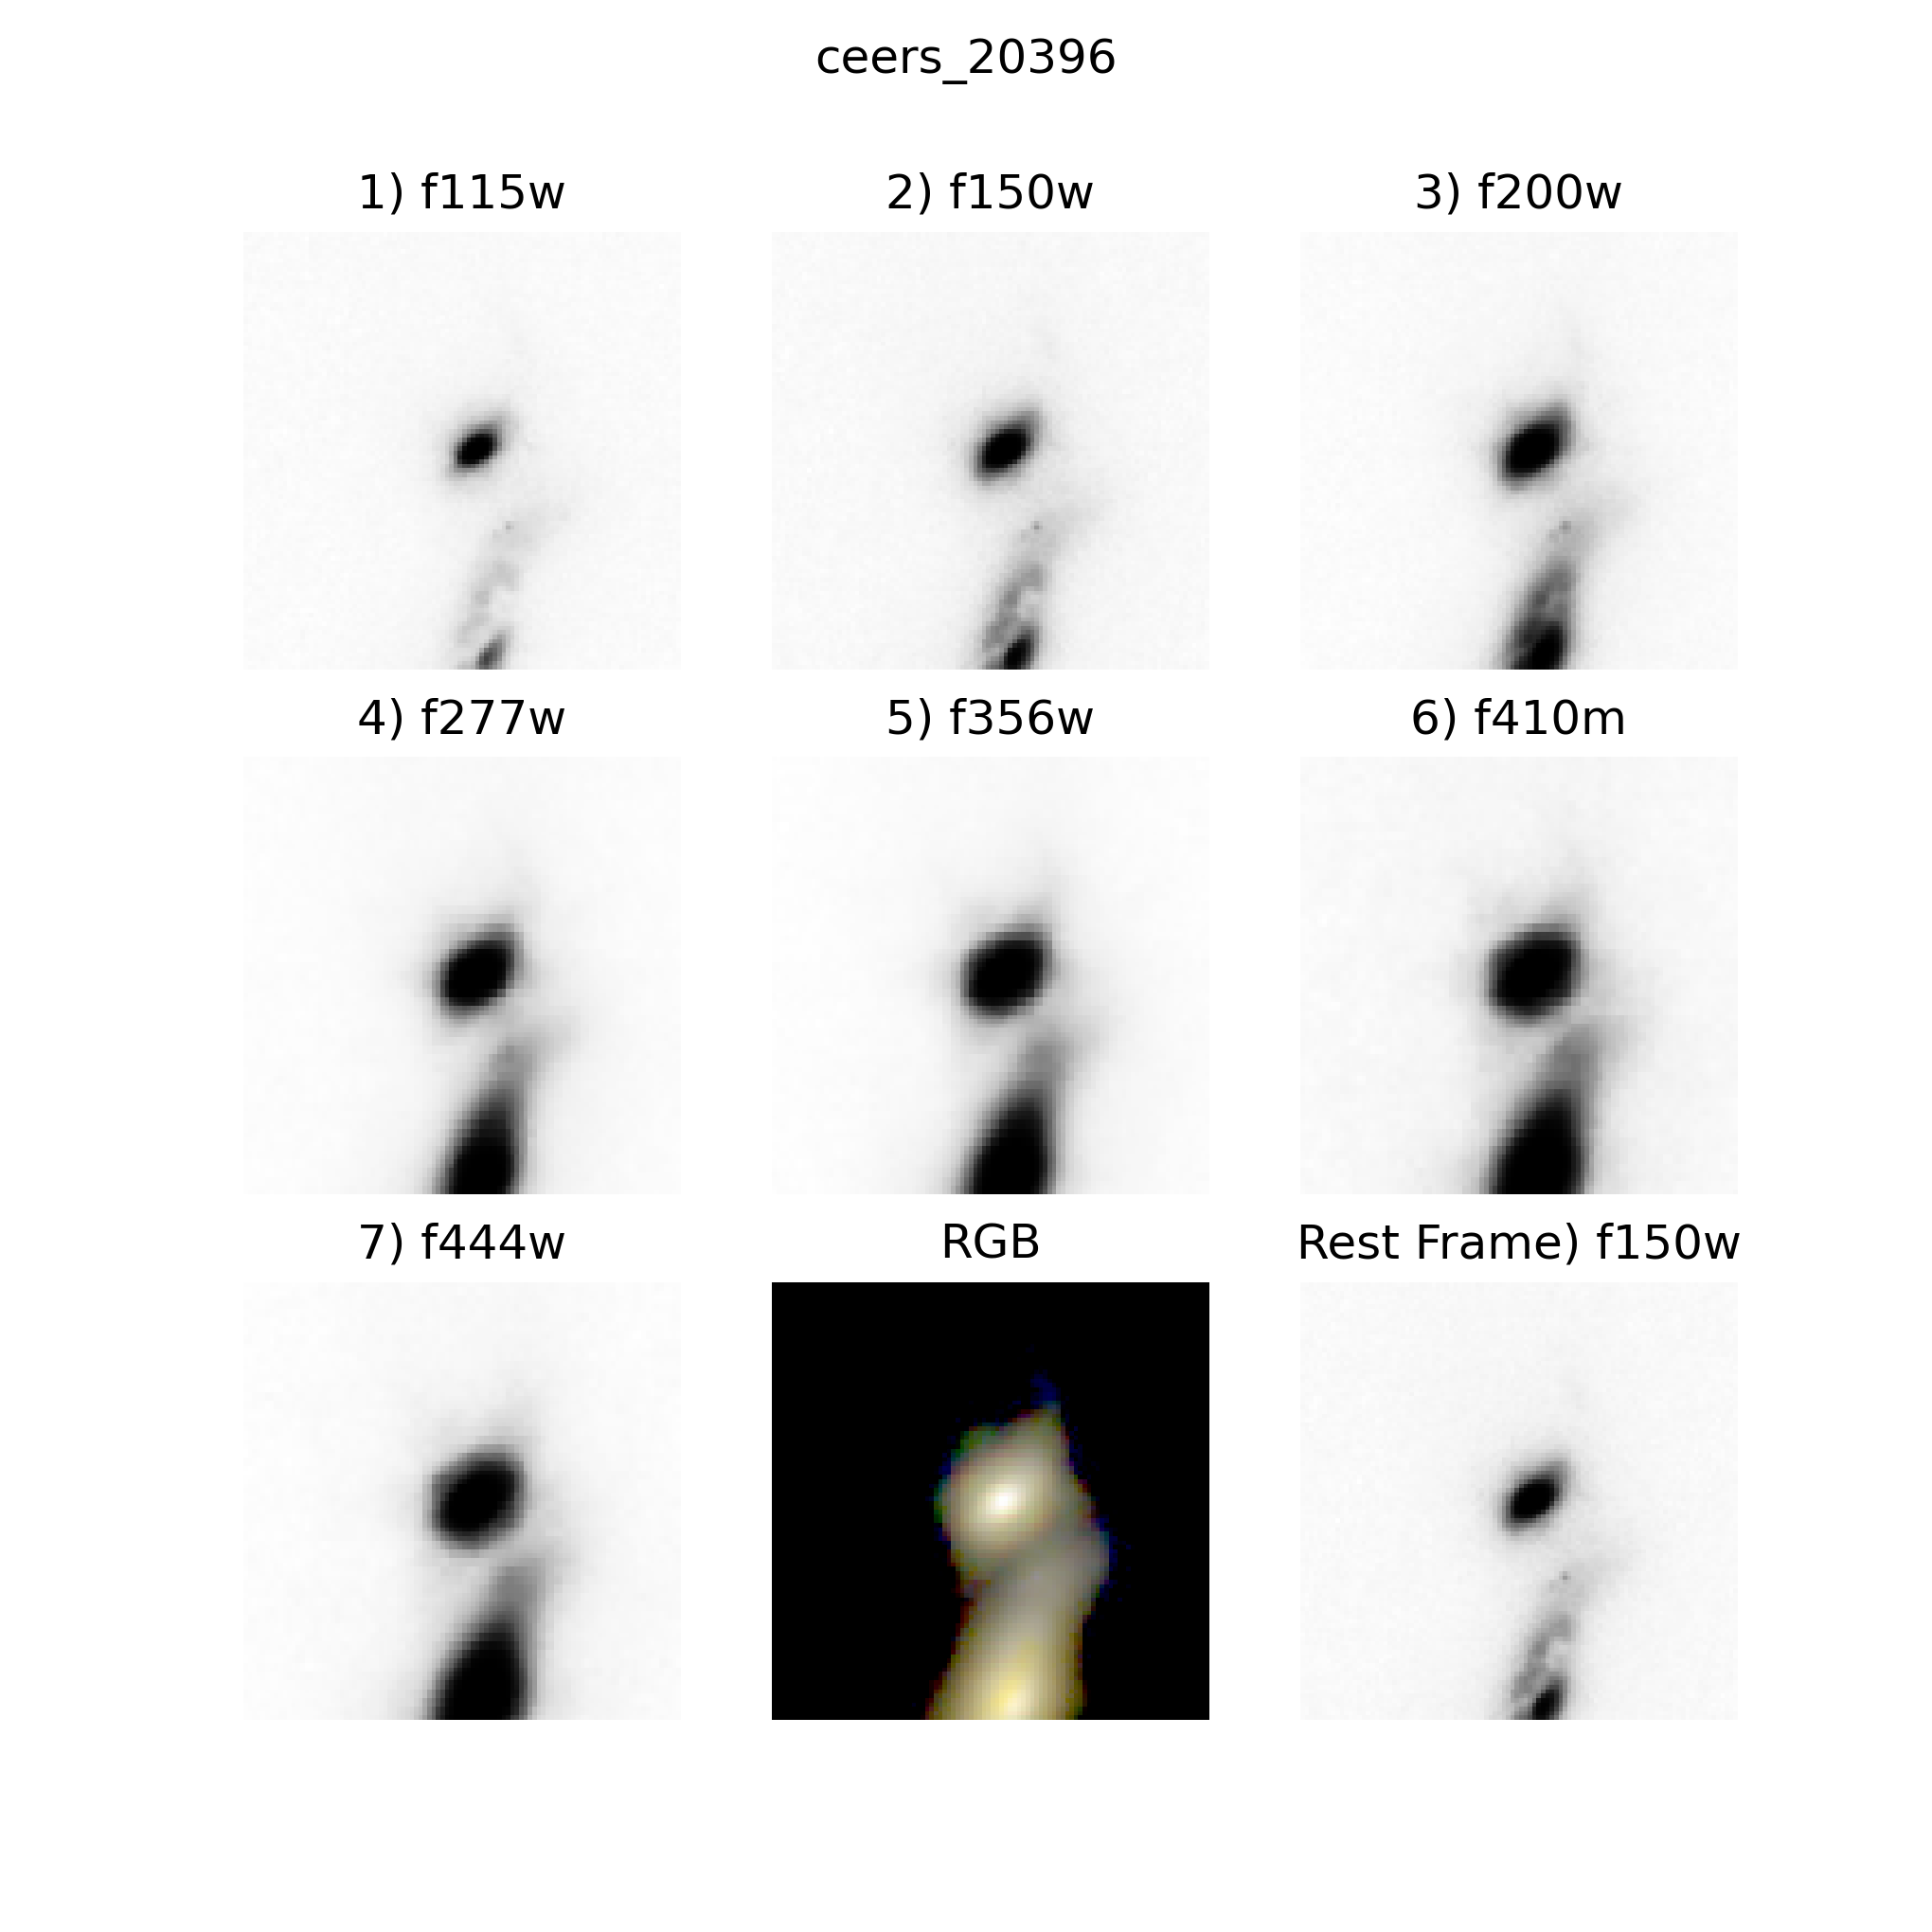 ceers_20396
1) f115w
2) f150w
3) f200w
4) f277w
5) f356w
6) f410m
7) f444w
RGB
Rest Frame) f150w